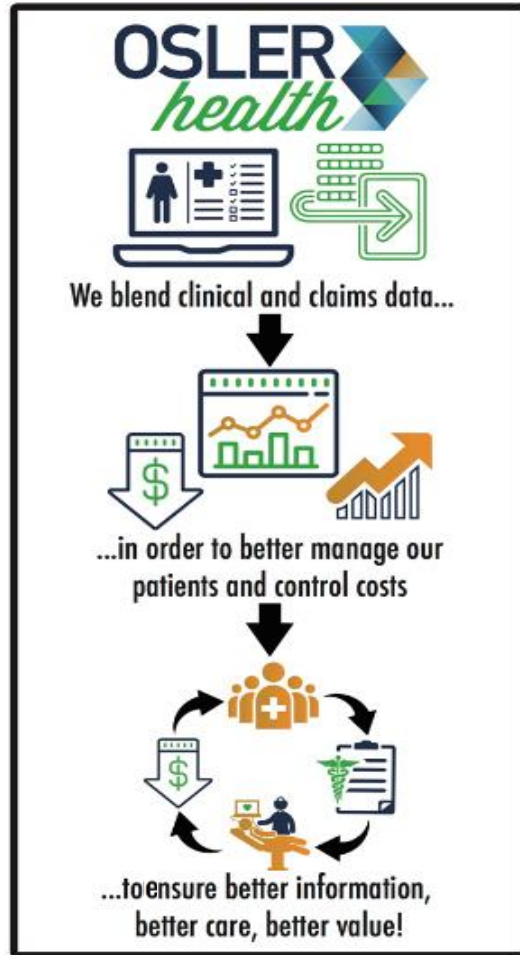 OSLER
health
We blend clinical and claims data...
$
...in order to better manage our
patients and control costs
$
...toensure better information,
better care, better value!